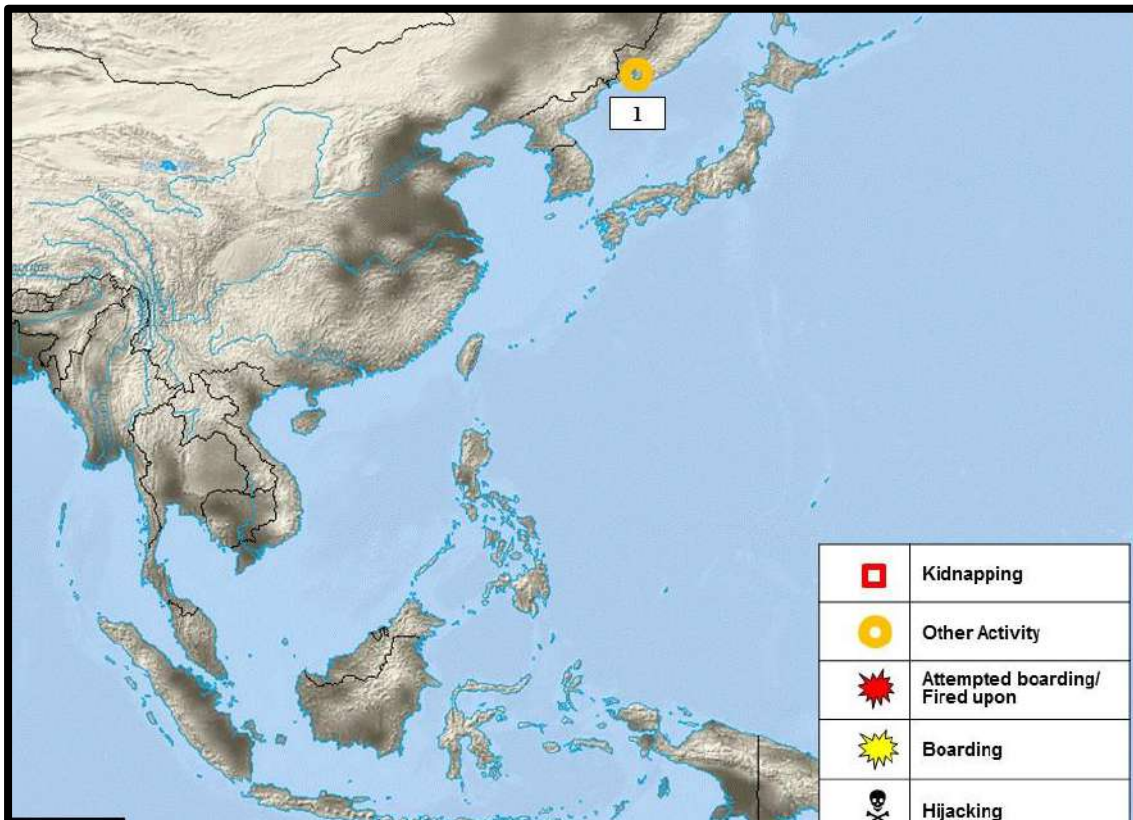 1
Kidnapping
Other Activity
Attempted boarding/
Fired upon
Boarding
Hijacking